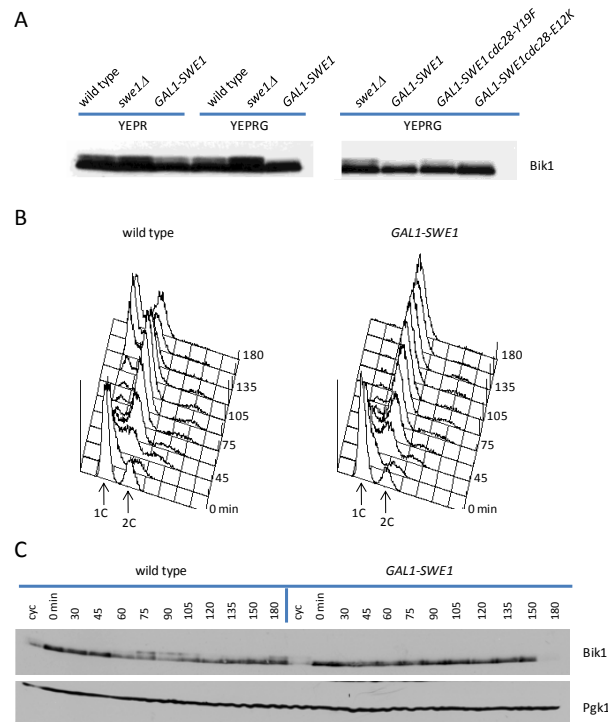 A
wild type
swe1Δ
GAL1-SWE1
wild type
swe1Δ
GAL1-SWE1
swe1Δ
GAL1-SWE1
GAL1-SWE1 cdc28-Y19F
GAL1-SWE1cdc28-E12K
YEPR
YEPRG
YEPRG
Bik1
B
wild type
GAL1-SWE1
180
135
105
75
45
0 min
1C
2C
180
135
105
75
45
0 min
1C
2C
C
wild type
GAL1-SWE1
cyc 0 min 30 45 60 75 90 105 120 135 150 180 cyc 0 min 30 45 60 75 90 105 120 135 150 180
Bik1
Pgk1